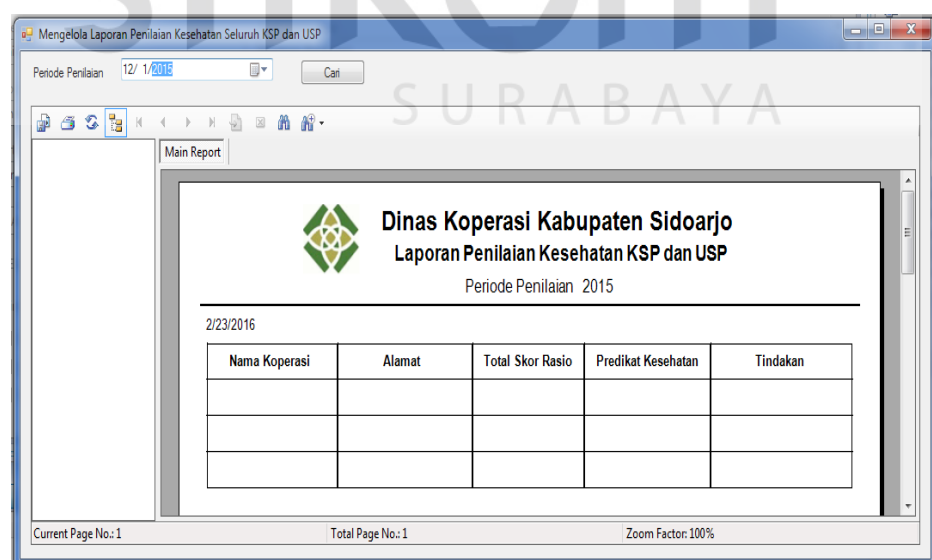 Mengelola Laporan Penilaian Kesehatan Seluruh KSP dan USP
Periode Penilaian 12/ 1/2015 Cari
SURABAYA
Main Report
Dinas Koperasi Kabupaten Sidoarjo
Laporan Penilaian Kesehatan KSP dan USP
Periode Penilaian 2015
2/23/2016
Nama Koperasi Alamat Total Skor Rasio Predikat Kesehatan Tindakan
Current Page No.: 1 Total Page No.: 1 Zoom Factor: 100%